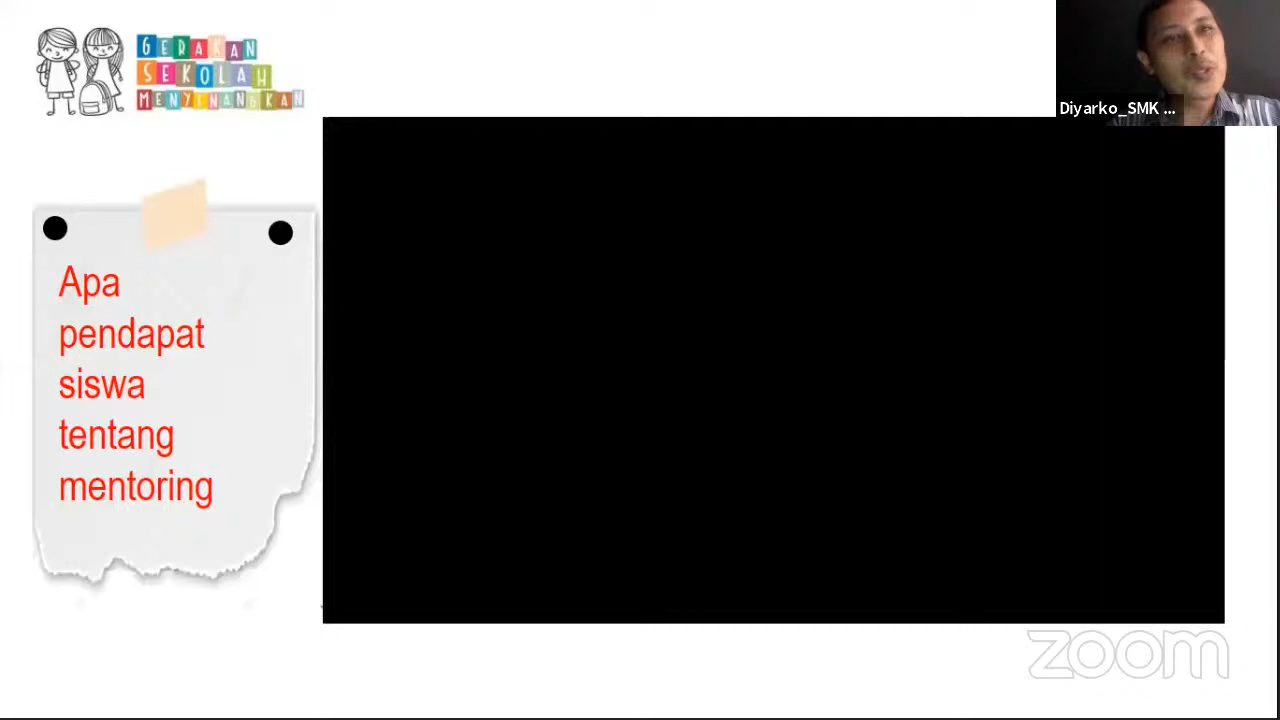 GERAKAN
SEKOLAH
MENYENANGKAN
Diyarko_SMK ...
Apa
pendapat
siswa
tentang
mentoring
zoom